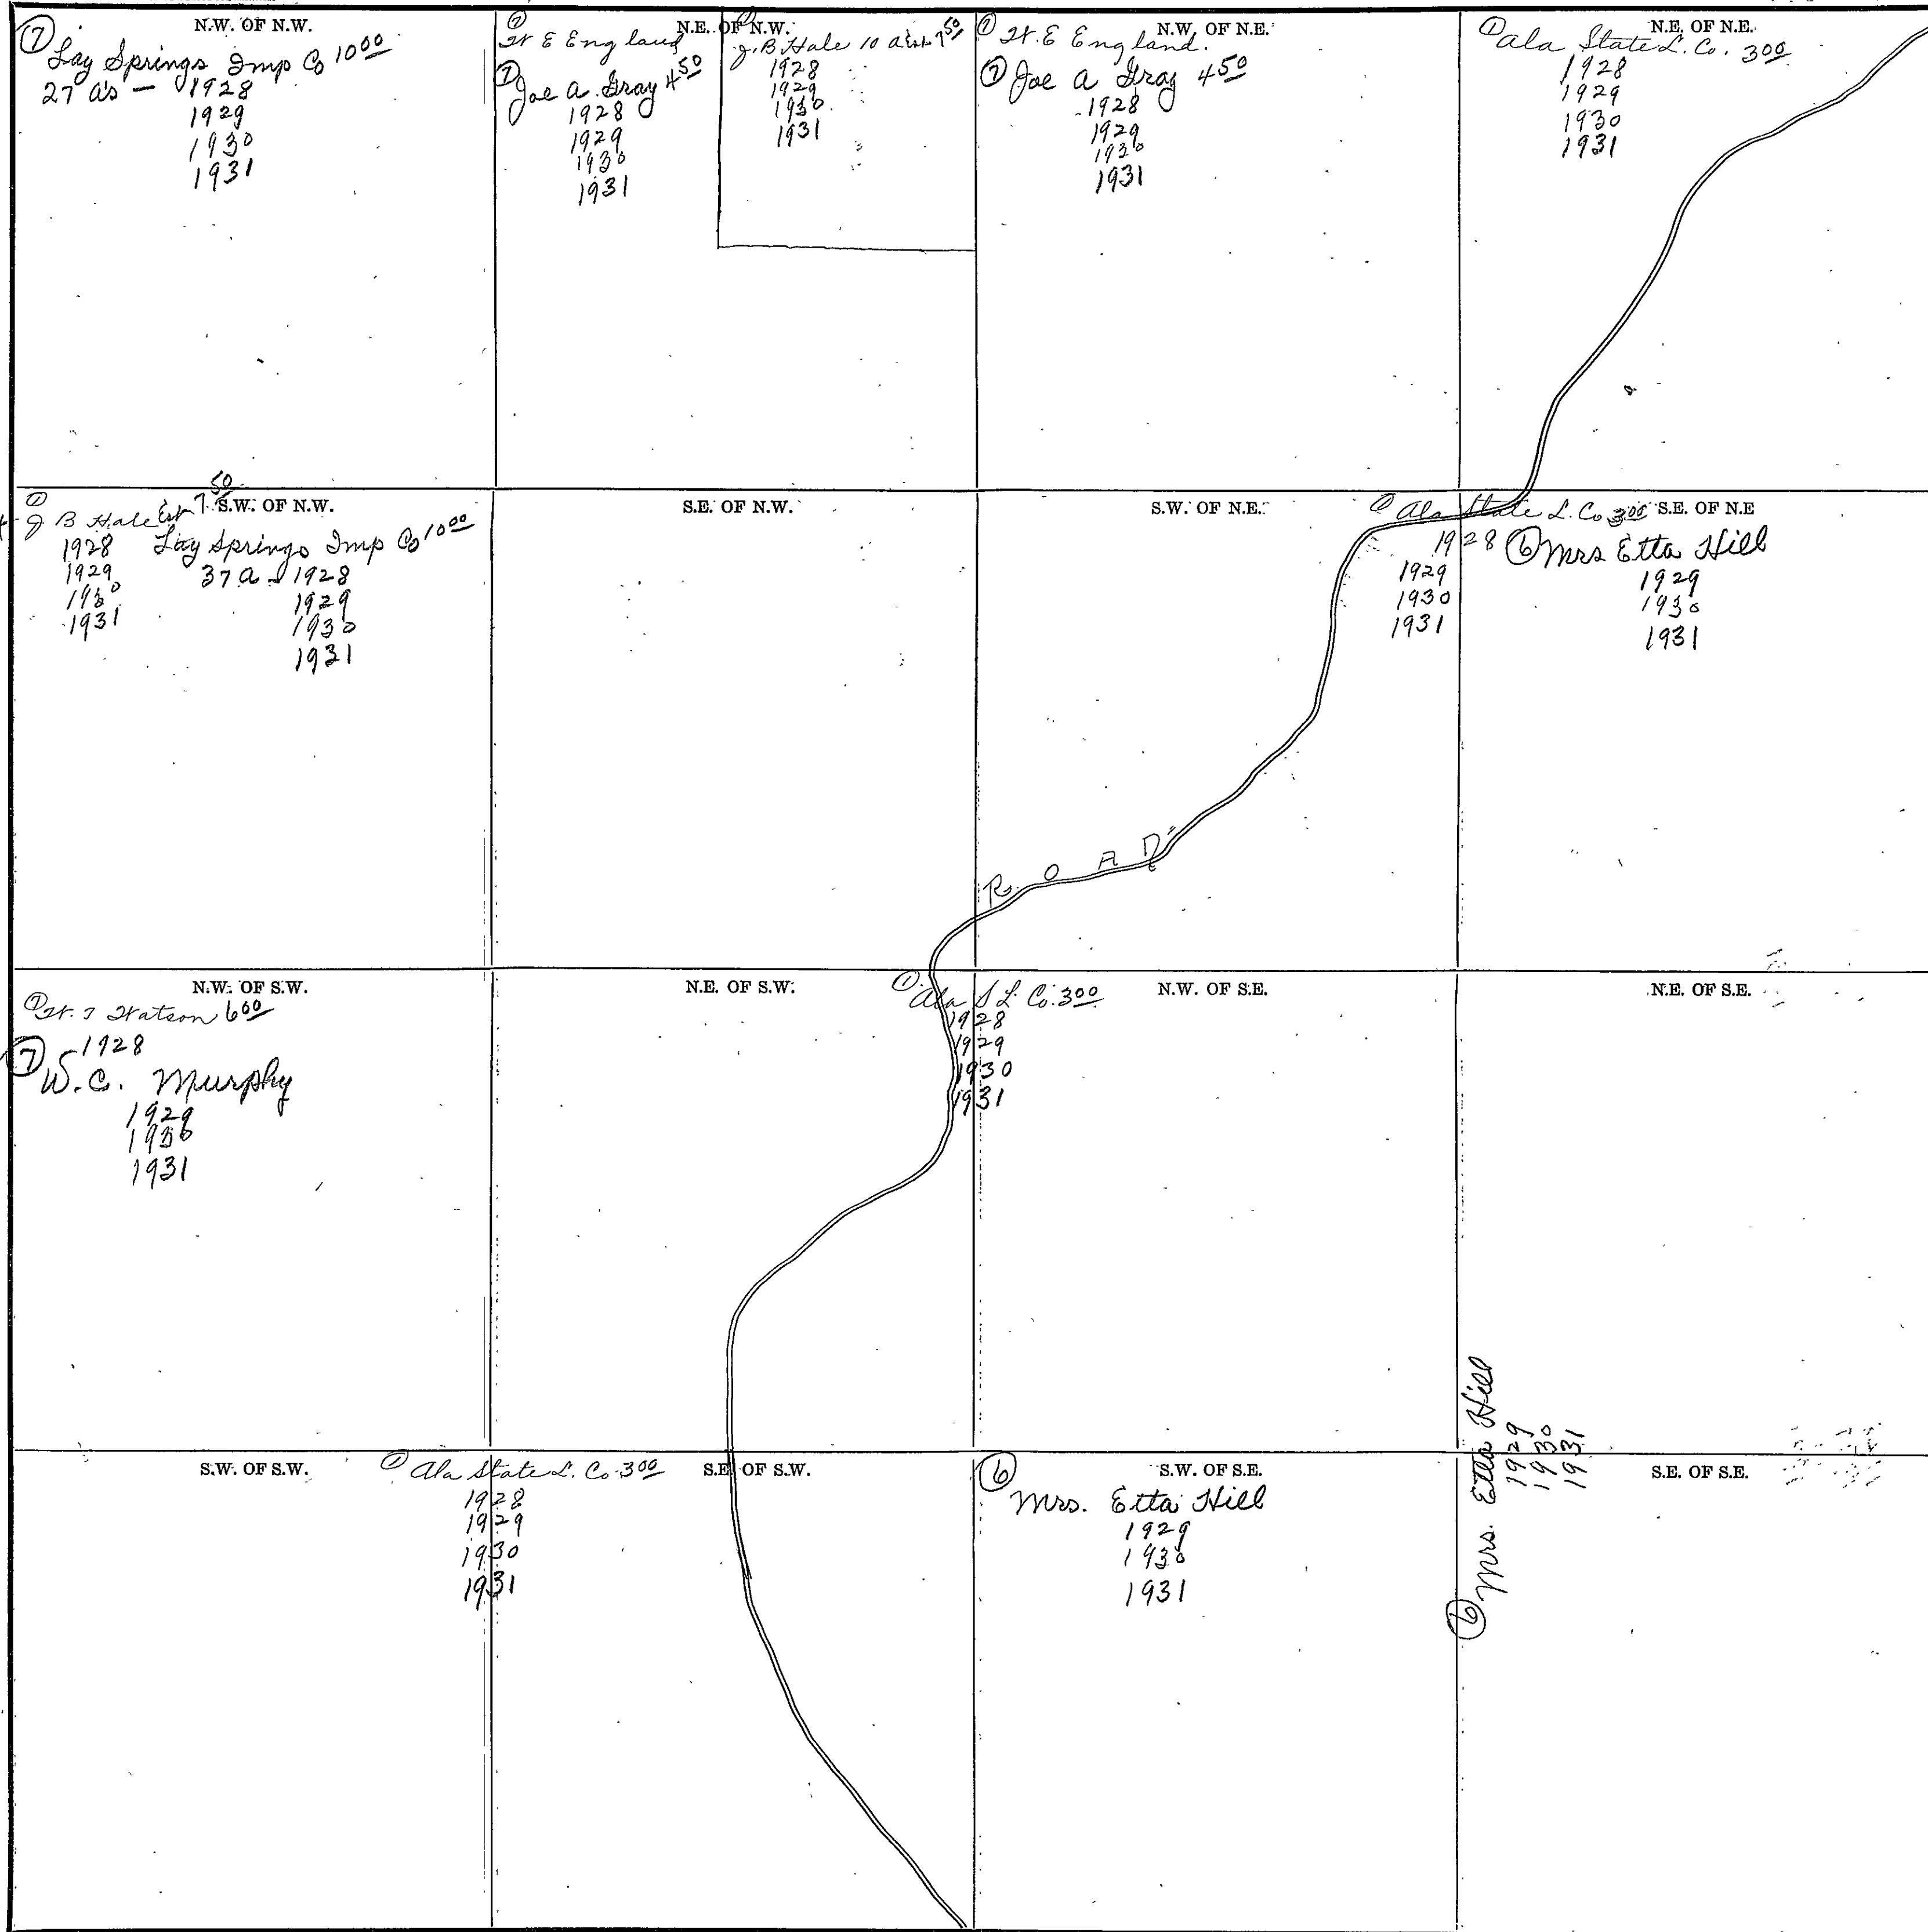 N.W. OF N.W.
⑦
Lay Springs Imp Co 10 00
27 a's - 1928
1929
1930
1931
N.E. OF N.W.
W E England
⑦ Joe A. Gray 4 50
1928
1929
1930
1931
J. B Hale 10 a Est 7 50
1928
1929
1930
1931
N.W. OF N.E.
① W. E England.
⑦ Joe A Gray 4 50
1928
1929
1930
1931
N.E. OF N.E.
① Ala State L. Co. 3 00
1928
1929
1930
1931
S.W. OF N.W.
①
J B Hale Est 7 50
1928
1929
1930
1931
Lay Springs Imp Co 10 00
37 a - 1928
1929
1930
1931
S.E. OF N.W.
S.W. OF N.E.
① Ala State L. Co 3 00
1928
1929
1930
1931
S.E. OF N.E
⑥ Mrs Etta Hill
1929
1930
1931
ROAD
N.W. OF S.W.
① W. T Watson 6 00
1928
⑦
W. C. Murphy
1929
1930
1931
N.E. OF S.W.
① Ala S L. Co. 3 00
1928
1929
1930
1931
N.W. OF S.E.
N.E. OF S.E.
S.W. OF S.W.
① Ala State L. Co. 3 00
1928
1929
1930
1931
S.E. OF S.W.
S.W. OF S.E.
⑥
Mrs. Etta Hill
1929
1930
1931
⑥ Mrs. Etta Hill
1929
1930
1931
S.E. OF S.E.